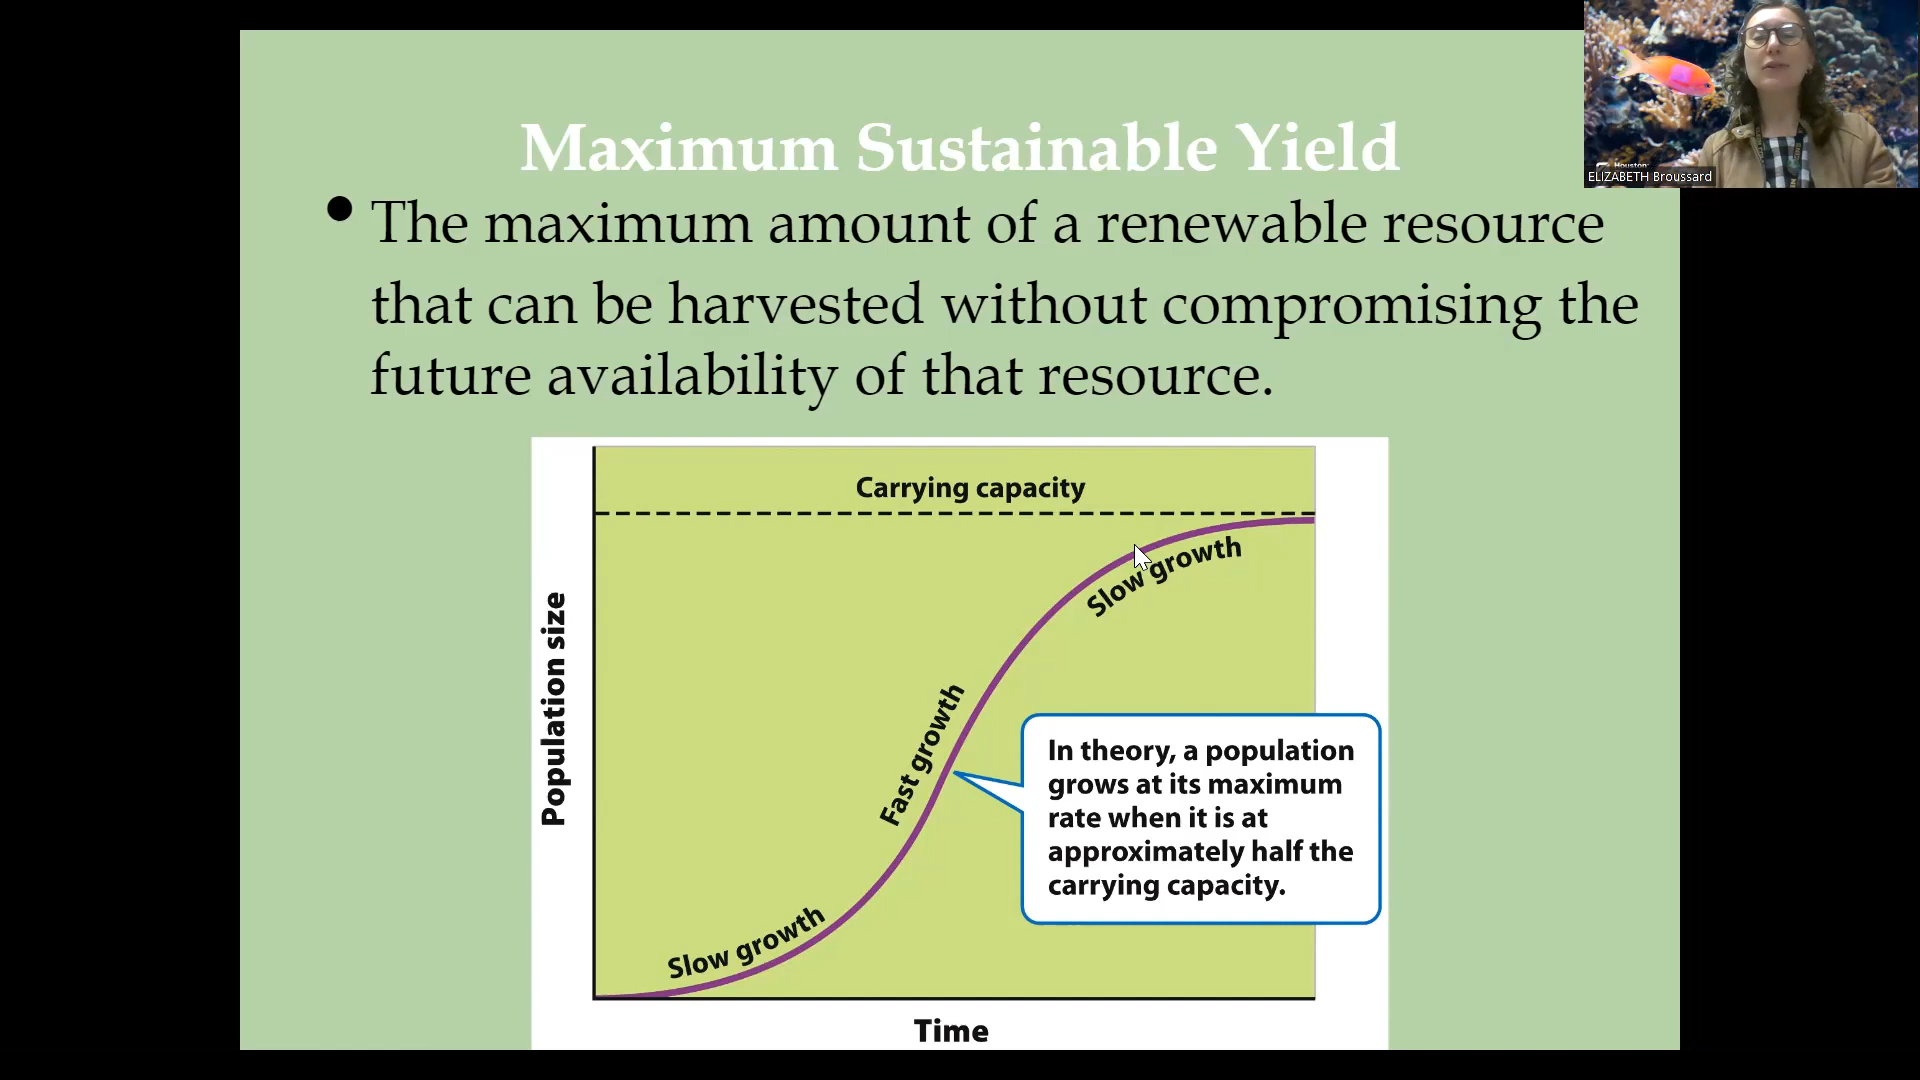 Maximum Sustainable Yield
• The maximum amount of a renewable resource
that can be harvested without compromising the
future availability of that resource.
Houston
ELIZABETH Broussard
Carrying capacity
Slow growth
Fast growth
Slow growth
Population size
In theory, a population
grows at its maximum
rate when it is at
approximately half the
carrying capacity.
Time